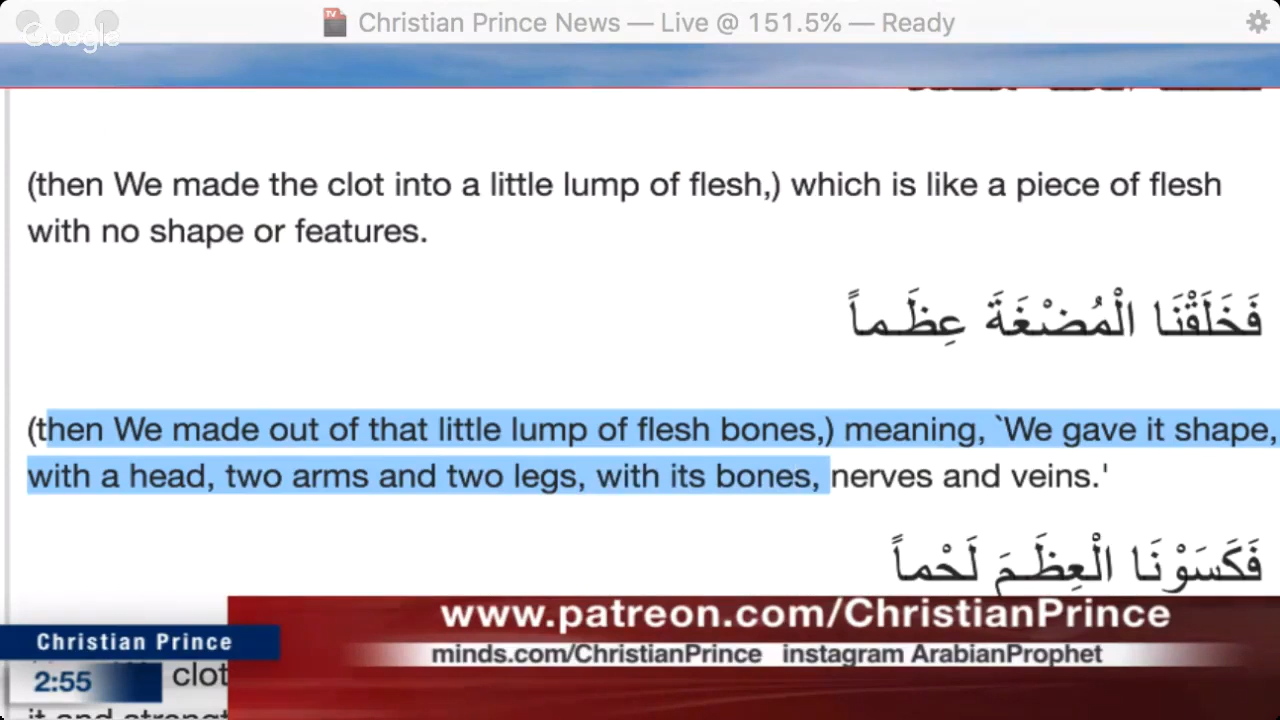 Christian Prince News — Live @ 151.5% — Ready
Google
(then We made the clot into a little lump of flesh,) which is like a piece of flesh
with no shape or features.
فَخَلَقْنَا الْمُضْغَةَ عِظَـماً
(then We made out of that little lump of flesh bones,) meaning, `We gave it shape,
with a head, two arms and two legs, with its bones, nerves and veins.'
فَكَسَوْنَا الْعِظَـمَ لَحْماً
www.patreon.com/ChristianPrince
Christian Prince
minds.com/ChristianPrince instagram ArabianProphet
2:55
clot
it and